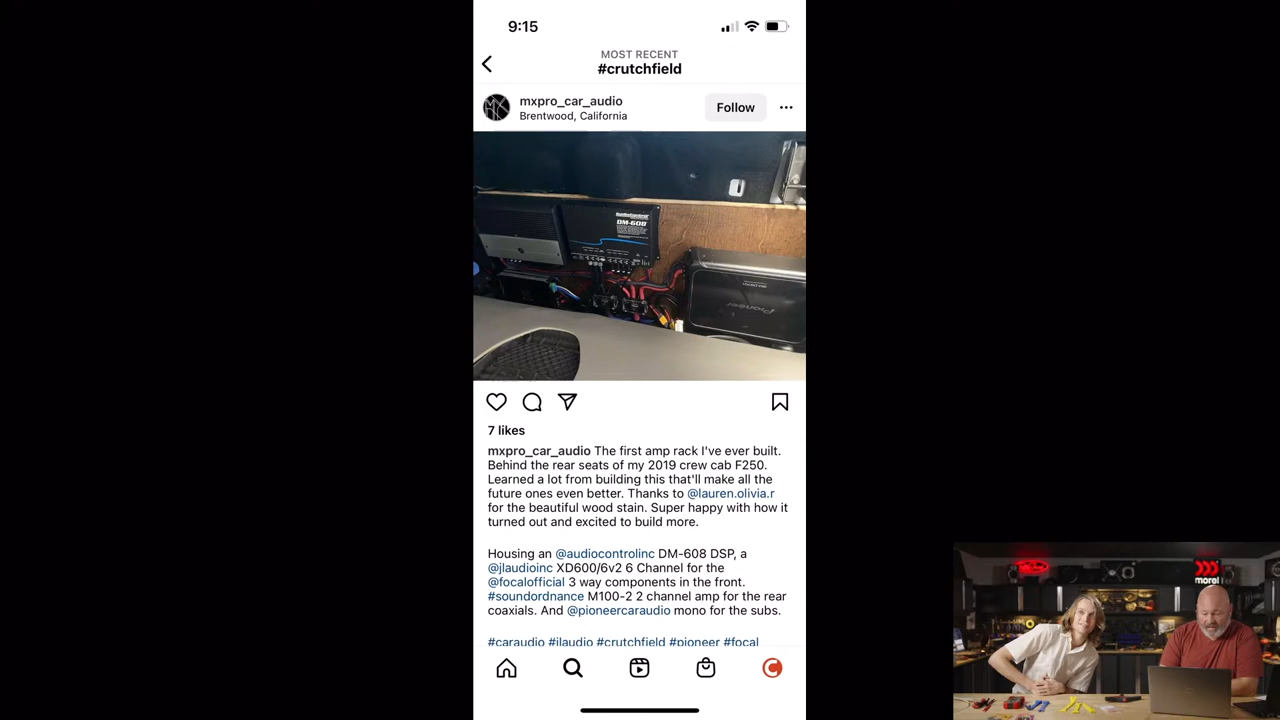 9:15
MOST RECENT
#crutchfield
mxpro_car_audio
Brentwood, California
Follow
AudioControl
DM-608
Pioneer
7 likes
mxpro_car_audio The first amp rack I've ever built.
Behind the rear seats of my 2019 crew cab F250.
Learned a lot from building this that'll make all the
future ones even better. Thanks to @lauren.olivia.r
for the beautiful wood stain. Super happy with how it
turned out and excited to build more.
Housing an @audiocontrolinc DM-608 DSP, a
@jlaudioinc XD600/6v2 6 Channel for the
@focalofficial 3 way components in the front.
#soundordnance M100-2 2 channel amp for the rear
coaxials. And @pioneercaraudio mono for the subs.
#caraudio #jlaudio #crutchfield #pioneer #focal
morel